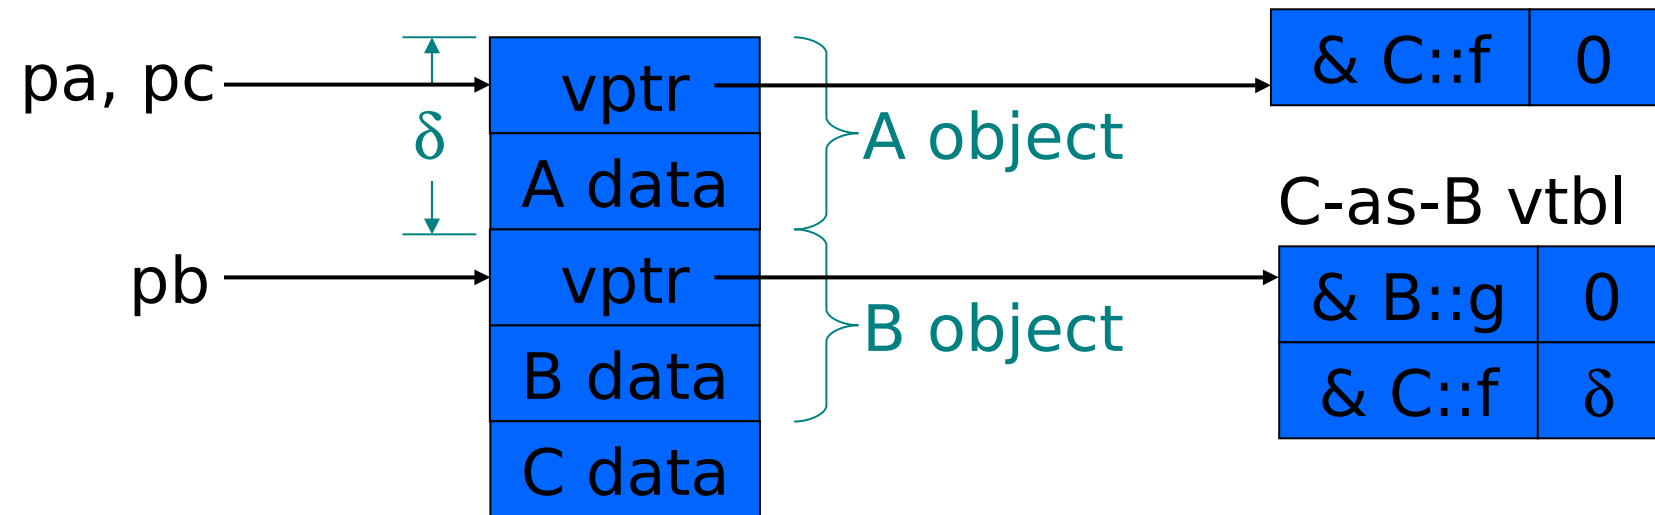 pa, pc
δ
vptr
A data
A object
& C::f 0
C-as-B vtbl
pb
vptr
B data
B object
& B::g 0
& C::f δ
C data